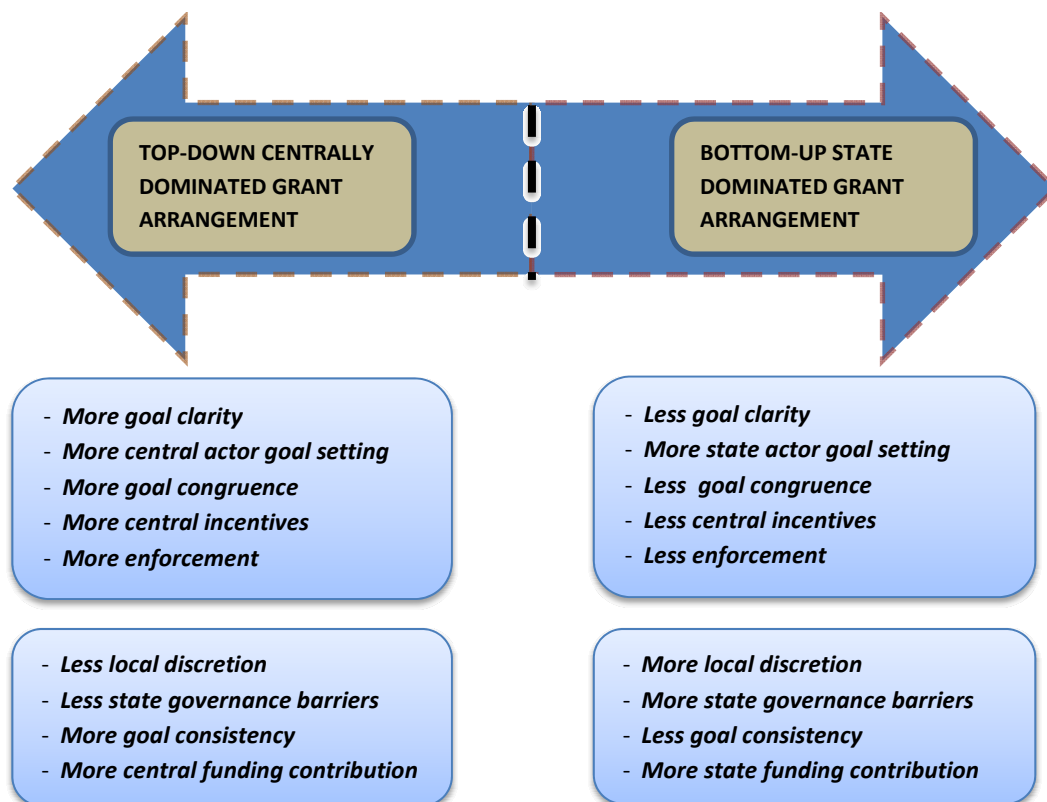 TOP-DOWN CENTRALLY
DOMINATED GRANT
ARRANGEMENT
BOTTOM-UP STATE
DOMINATED GRANT
ARRANGEMENT
- More goal clarity
- More central actor goal setting
- More goal congruence
- More central incentives
- More enforcement
- Less goal clarity
- More state actor goal setting
- Less  goal congruence
- Less central incentives
- Less enforcement
- Less local discretion
- Less state governance barriers
- More goal consistency
- More central funding contribution
- More local discretion
- More state governance barriers
- Less goal consistency
- More state funding contribution